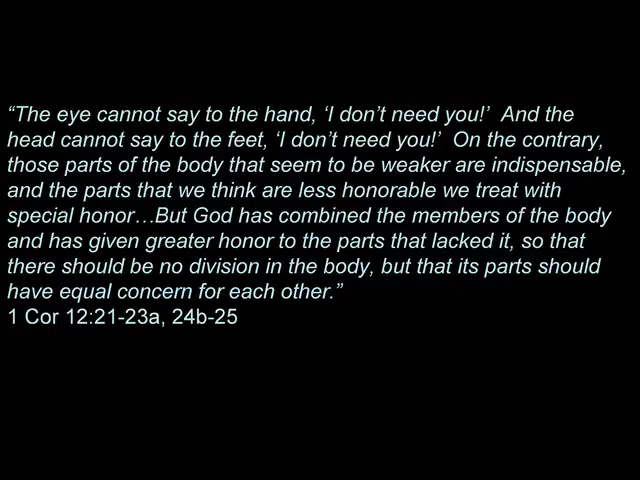 “The eye cannot say to the hand, ‘I don’t need you!’  And the
head cannot say to the feet, ‘I don’t need you!’  On the contrary,
those parts of the body that seem to be weaker are indispensable,
and the parts that we think are less honorable we treat with
special honor…But God has combined the members of the body
and has given greater honor to the parts that lacked it, so that
there should be no division in the body, but that its parts should
have equal concern for each other.”
1 Cor 12:21-23a, 24b-25